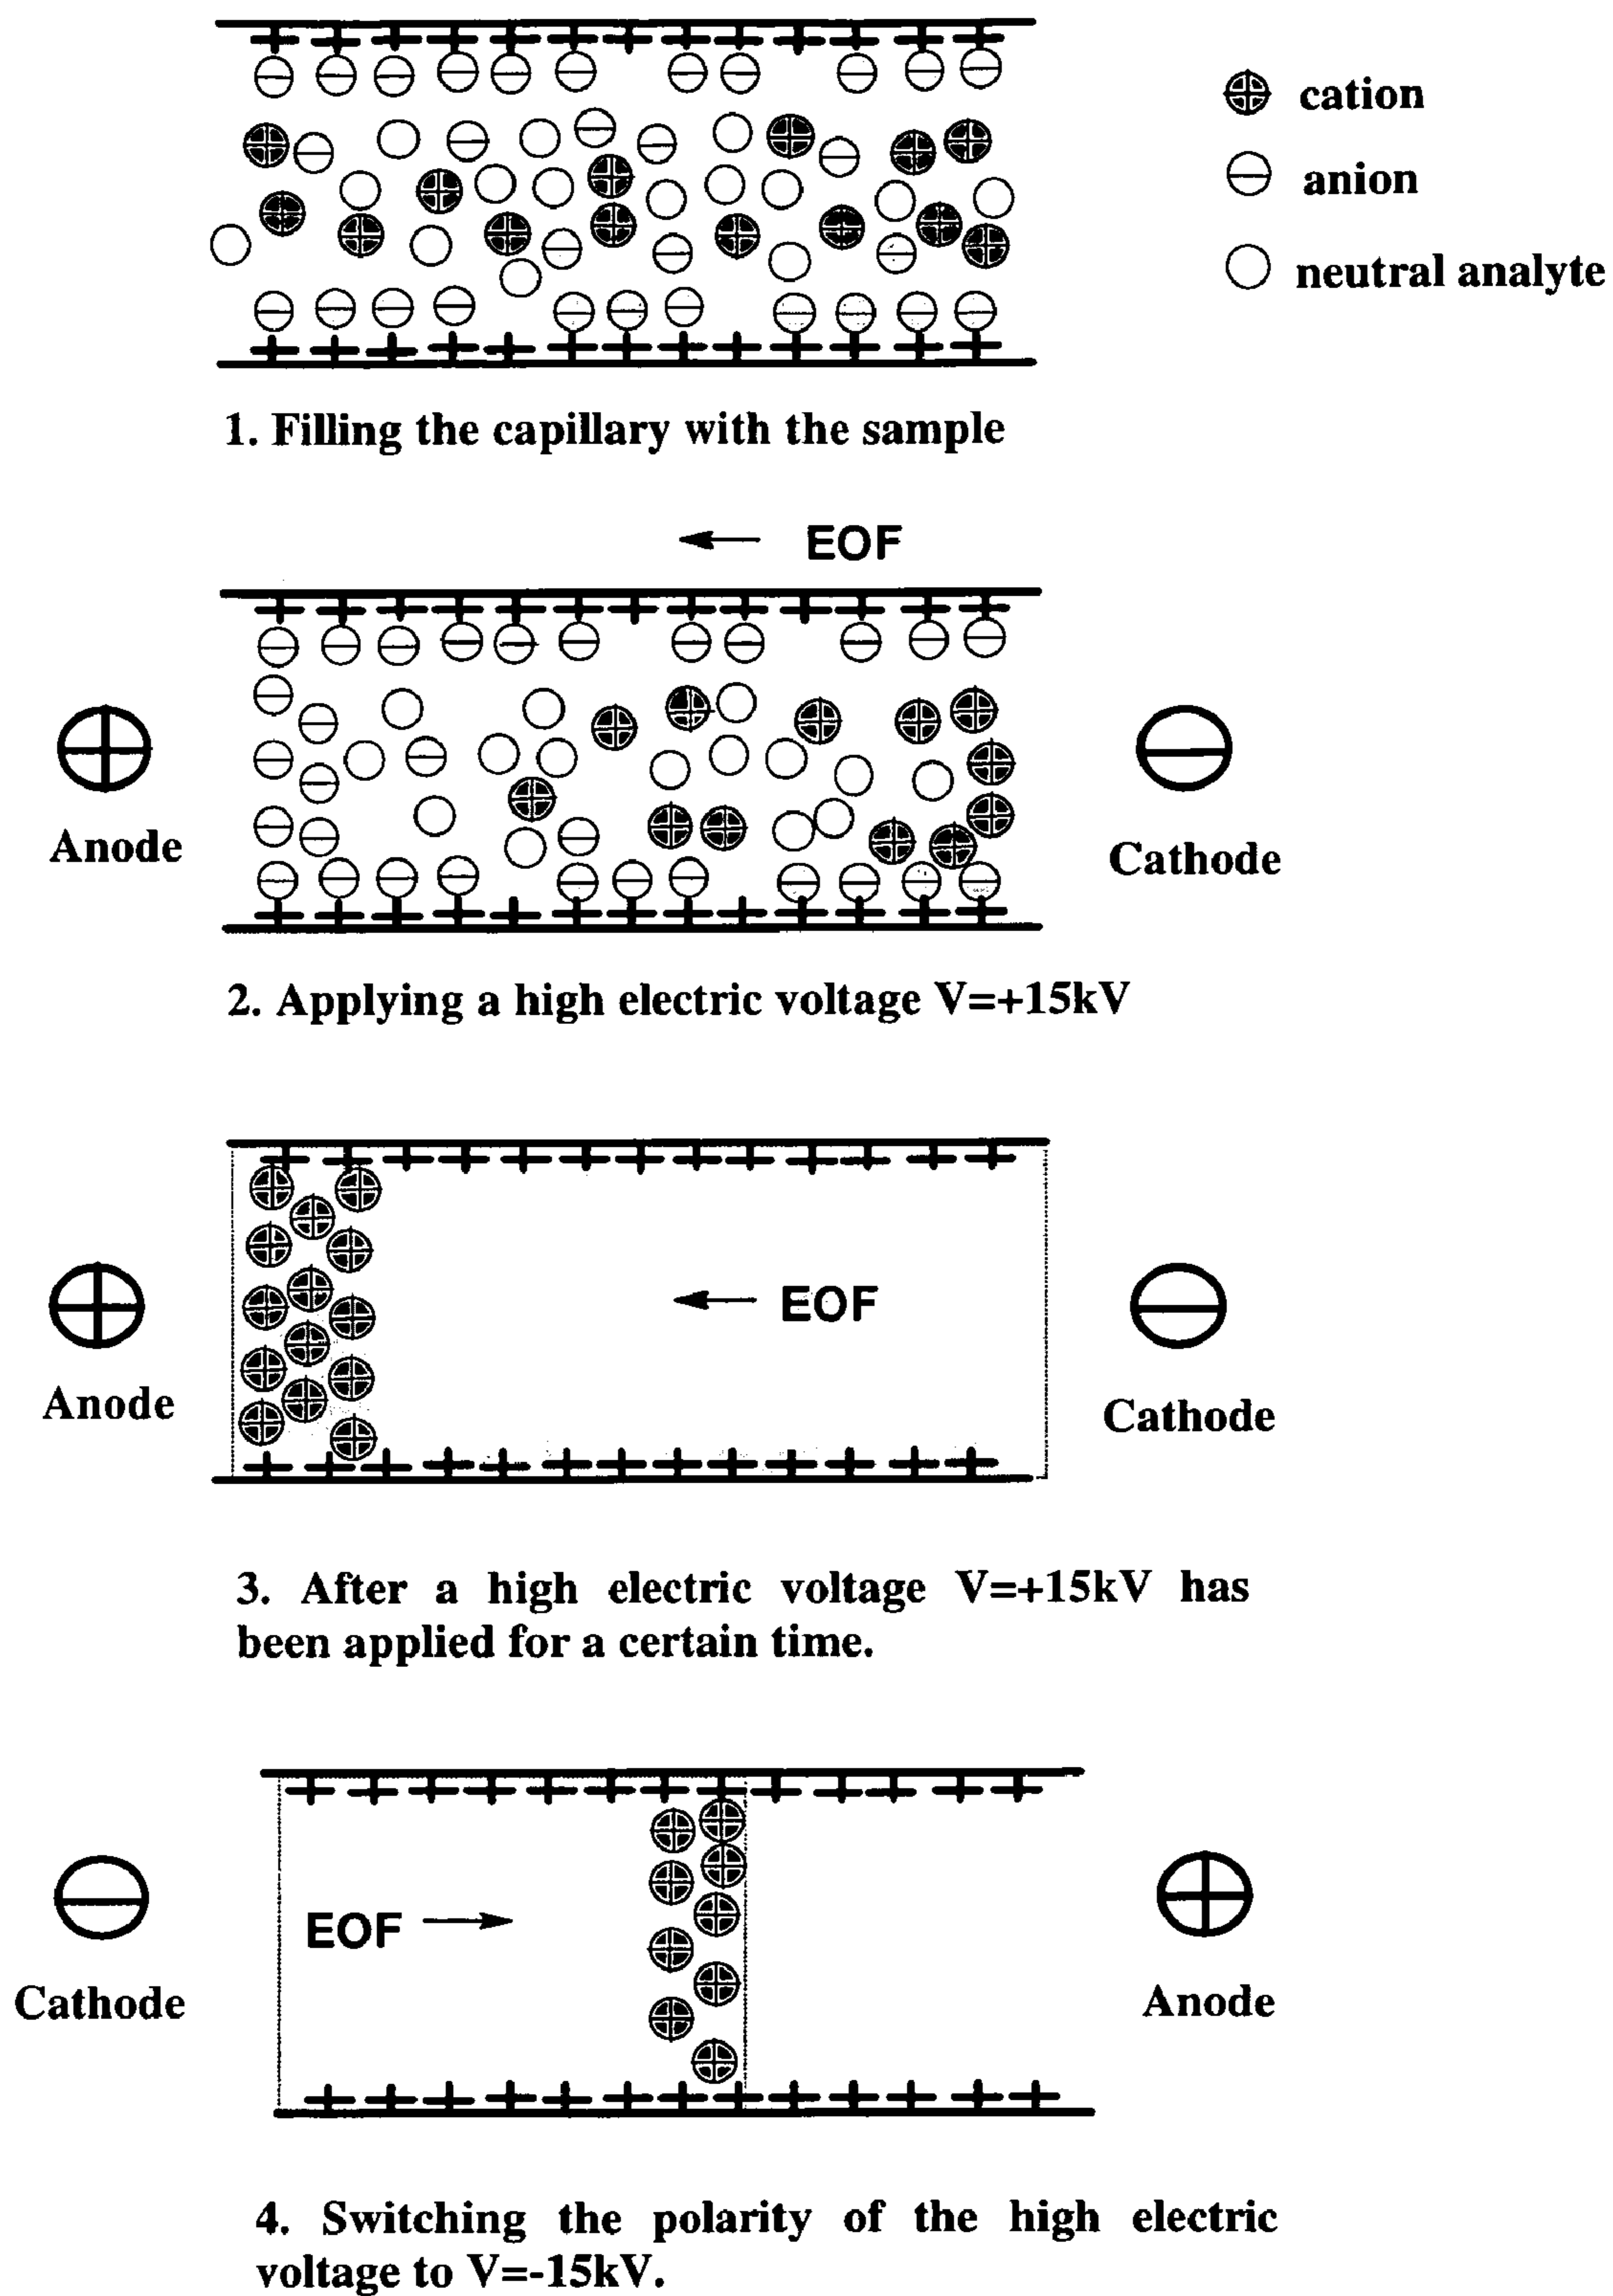 cation
anion
neutral analyte
1. Filling the capillary with the sample
EOF
Anode
Cathode
2. Applying a high electric voltage V=+15kV
EOF
Anode
Cathode
3. After a high electric voltage V=+15kV has
been applied for a certain time.
EOF
Cathode
Anode
4. Switching the polarity of the high electric
voltage to V=-15kV.